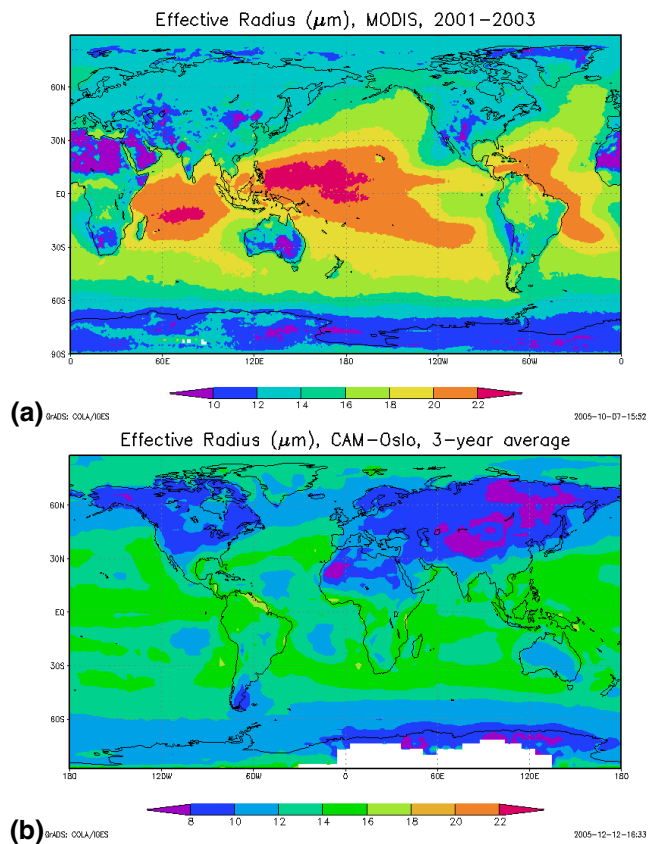 Effective Radius (μm), MODIS, 2001−2003
60N
30N
EQ
30S
60S
90S
0 60E 120E 180 120W 60W 0
10 12 14 16 18 20 22
(a) GrADS: COLA/IGES 2005-10-07-15:52
Effective Radius (μm), CAM−Oslo, 3−year average
60N
30N
EQ
30S
60S
180 120W 60W 0 60E 120E 180
8 10 12 14 16 18 20 22
(b) GrADS: COLA/IGES 2005-12-12-16:33